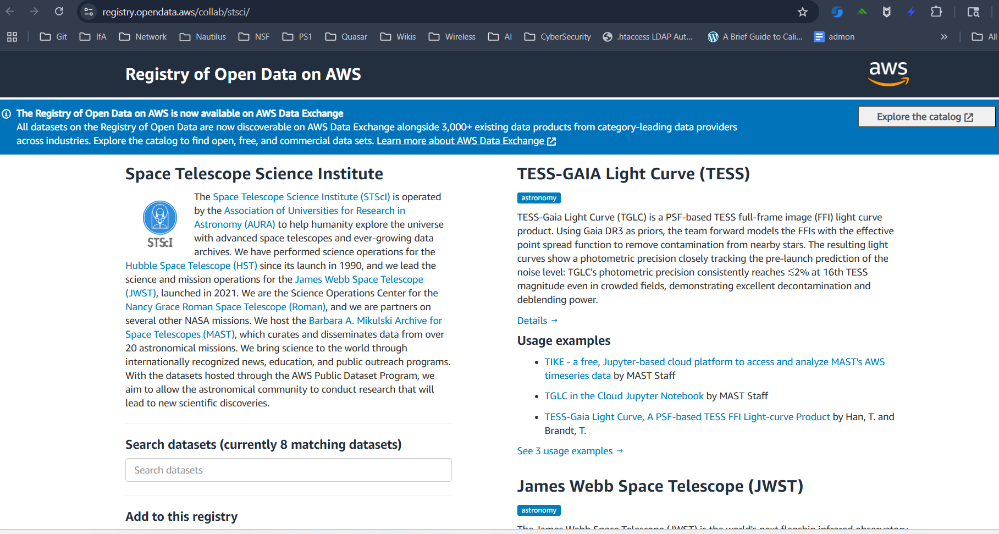 registry.opendata.aws/collab/stsci/
Git IfA Network Nautilus NSF PS1 Quasar Wikis Wireless AI CyberSecurity .htaccess LDAP Aut... A Brief Guide to Cali... admon » All
Registry of Open Data on AWS
aws
The Registry of Open Data on AWS is now available on AWS Data Exchange
Explore the catalog
All datasets on the Registry of Open Data are now discoverable on AWS Data Exchange alongside 3,000+ existing data products from category-leading data providers
across industries. Explore the catalog to find open, free, and commercial data sets. Learn more about AWS Data Exchange
Space Telescope Science Institute
STScI
The Space Telescope Science Institute (STScI) is operated
by the Association of Universities for Research in
Astronomy (AURA) to help humanity explore the universe
with advanced space telescopes and ever-growing data
archives. We have performed science operations for the
Hubble Space Telescope (HST) since its launch in 1990, and we lead the
science and mission operations for the James Webb Space Telescope
(JWST), launched in 2021. We are the Science Operations Center for the
Nancy Grace Roman Space Telescope (Roman), and we are partners on
several other NASA missions. We host the Barbara A. Mikulski Archive for
Space Telescopes (MAST), which curates and disseminates data from over
20 astronomical missions. We bring science to the world through
internationally recognized news, education, and public outreach programs.
With the datasets hosted through the AWS Public Dataset Program, we
aim to allow the astronomical community to conduct research that will
lead to new scientific discoveries.
Search datasets (currently 8 matching datasets)
Search datasets
Add to this registry
TESS-GAIA Light Curve (TESS)
astronomy
TESS-Gaia Light Curve (TGLC) is a PSF-based TESS full-frame image (FFI) light curve
product. Using Gaia DR3 as priors, the team forward models the FFIs with the effective
point spread function to remove contamination from nearby stars. The resulting light
curves show a photometric precision closely tracking the pre-launch prediction of the
noise level: TGLC's photometric precision consistently reaches ≲2% at 16th TESS
magnitude even in crowded fields, demonstrating excellent decontamination and
deblending power.
Details →
Usage examples
• TIKE - a free, Jupyter-based cloud platform to access and analyze MAST's AWS
timeseries data by MAST Staff
• TGLC in the Cloud Jupyter Notebook by MAST Staff
• TESS-Gaia Light Curve, A PSF-based TESS FFI Light-curve Product by Han, T. and
Brandt, T.
See 3 usage examples →
James Webb Space Telescope (JWST)
astronomy
The James Webb Space Telescope (JWST) is the world's next flagship infrared observatory